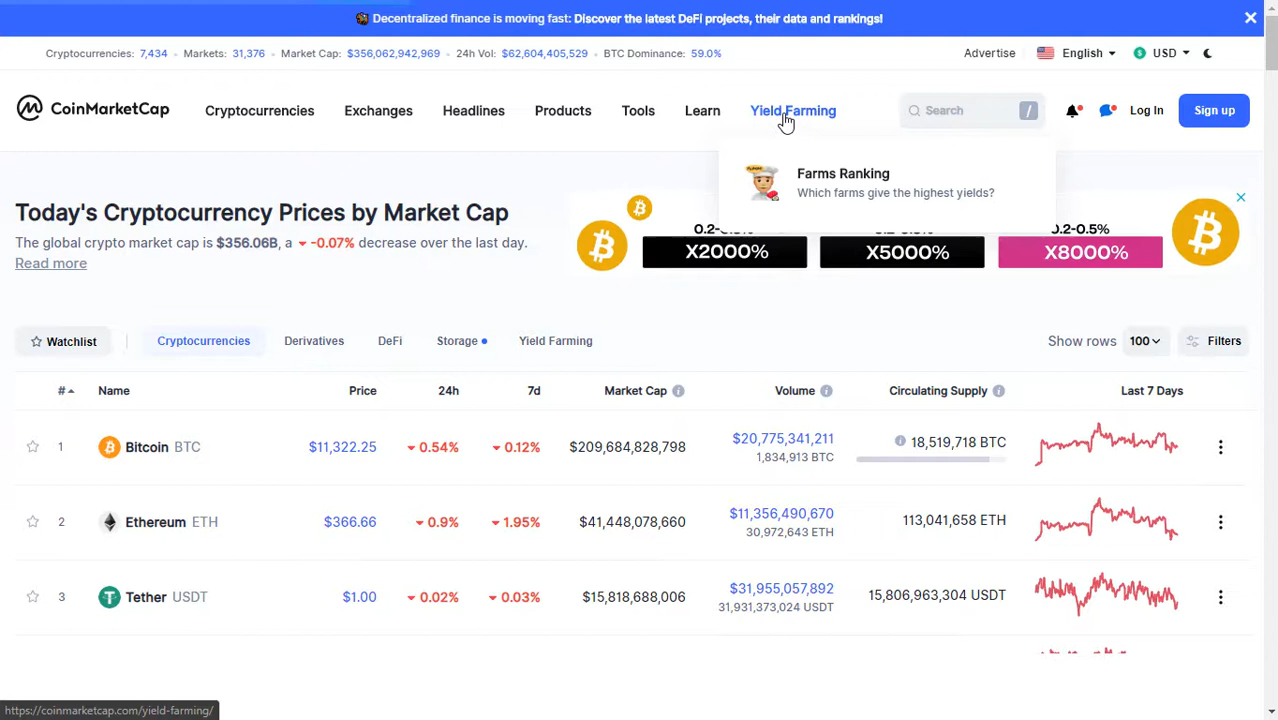 Decentralized finance is moving fast: Discover the latest DeFi projects, their data and rankings!
Cryptocurrencies: 7,434 Markets: 31,376 Market Cap: $356,062,942,969 24h Vol: $62,604,405,529 BTC Dominance: 59.0%
Advertise English USD
CoinMarketCap Cryptocurrencies Exchanges Headlines Products Tools Learn Yield Farming Search / Log In Sign up
Farms Ranking
Which farms give the highest yields?
Today's Cryptocurrency Prices by Market Cap
The global crypto market cap is $356.06B, a -0.07% decrease over the last day.
Read more
0.2-0.5%
X2000% X5000% X8000%
Watchlist Cryptocurrencies Derivatives DeFi Storage Yield Farming Show rows 100 Filters
# Name Price 24h 7d Market Cap Volume Circulating Supply Last 7 Days
1 Bitcoin BTC $11,322.25 0.54% 0.12% $209,684,828,798 $20,775,341,211 18,519,718 BTC
1,834,913 BTC
2 Ethereum ETH $366.66 0.9% 1.95% $41,448,078,660 $11,356,490,670 113,041,658 ETH
30,972,643 ETH
3 Tether USDT $1.00 0.02% 0.03% $15,818,688,006 $31,955,057,892 15,806,963,304 USDT
31,931,373,024 USDT
https://coinmarketcap.com/yield-farming/